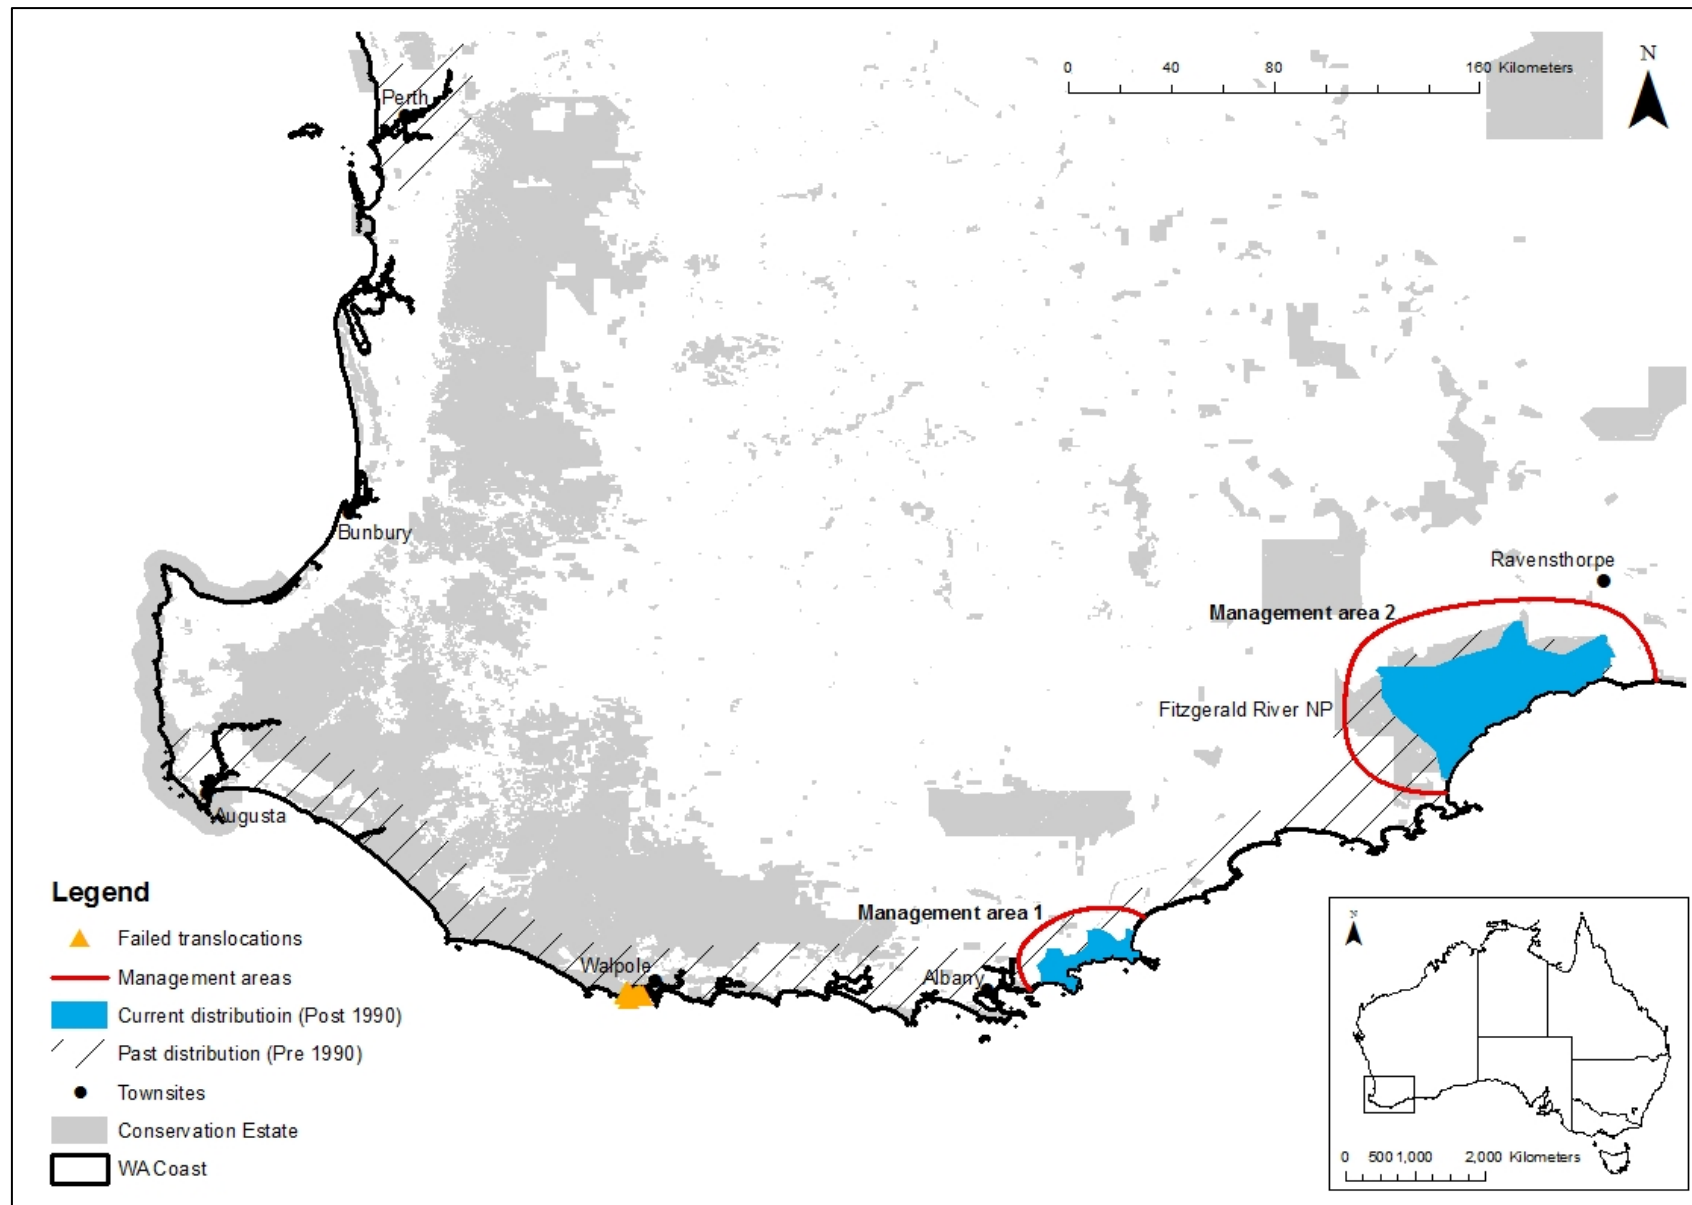 N
0 40 80 160 Kilometers
Perth
Bunbury
Ravensthorpe
Management area 2
Fitzgerald River NP
Augusta
Management area 1
Walpole
Albany
Legend
Failed translocations
Management areas
Current distributioin (Post 1990)
Past distribution (Pre 1990)
Townsites
Conservation Estate
WA Coast
N
0 500 1,000 2,000 Kilometers